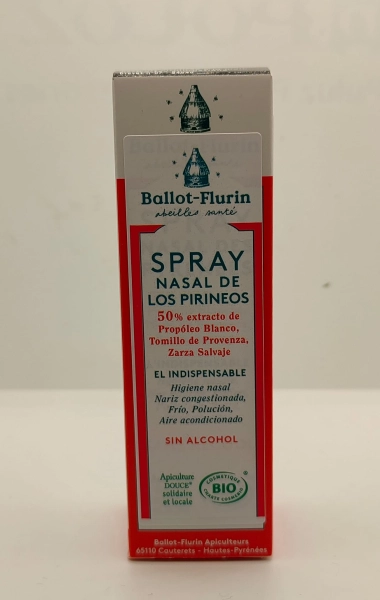 Ballot-Flurin
abeilles santé
SPRAY
NASAL DE
LOS PIRINEOS
50% extracto de
Propóleo Blanco,
Tomillo de Provenza,
Zarza Salvaje
EL INDISPENSABLE
Higiene nasal
Nariz congestionada,
Frío, Polución,
Aire acondicionado
SIN ALCOHOL
Apiculture
DOUCE®
solidaire
et locale
COSMETIQUE
BIO
®
Ballot-Flurin Apiculteurs
65110 Cauterets - Hautes-Pyrénées